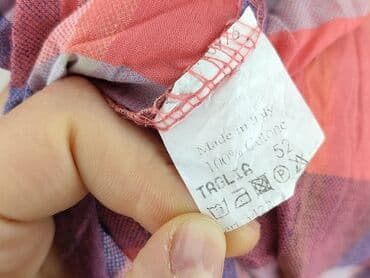 Made in Italy
100% Cotone
TAGLIA 52